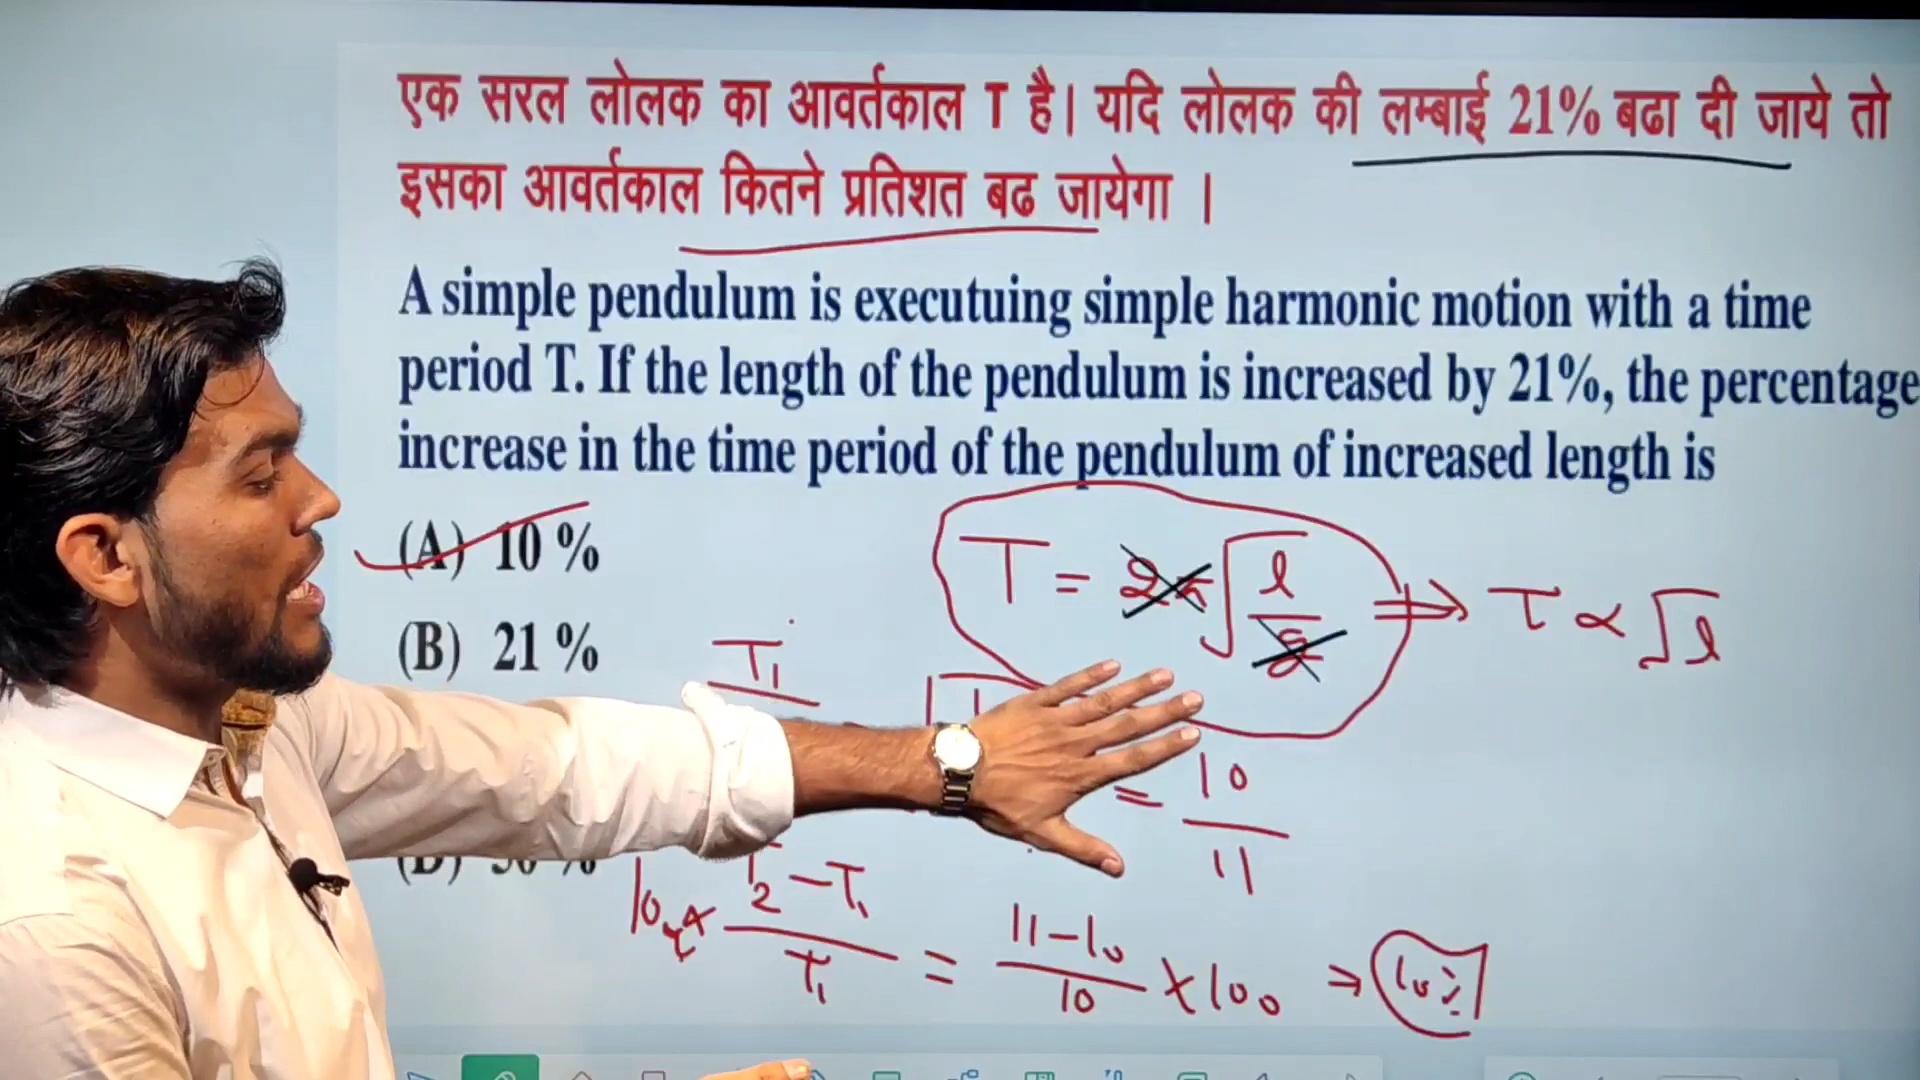 एक सरल लोलक का आवर्तकाल T है। यदि लोलक की लम्बाई 21% बढा दी जाये तो
इसका आवर्तकाल कितने प्रतिशत बढ जायेगा ।
A simple pendulum is executuing simple harmonic motion with a time
period T. If the length of the pendulum is increased by 21%, the percentage
increase in the time period of the pendulum of increased length is
(A) 10 %
T = 2π√(l/g) ⇒ T ∝ √l
(B) 21 %
T₁
= 10/11
(D)
100 × (T₂ - T₁)/T₁ = (11-10)/10 × 100 ⇒ 10%